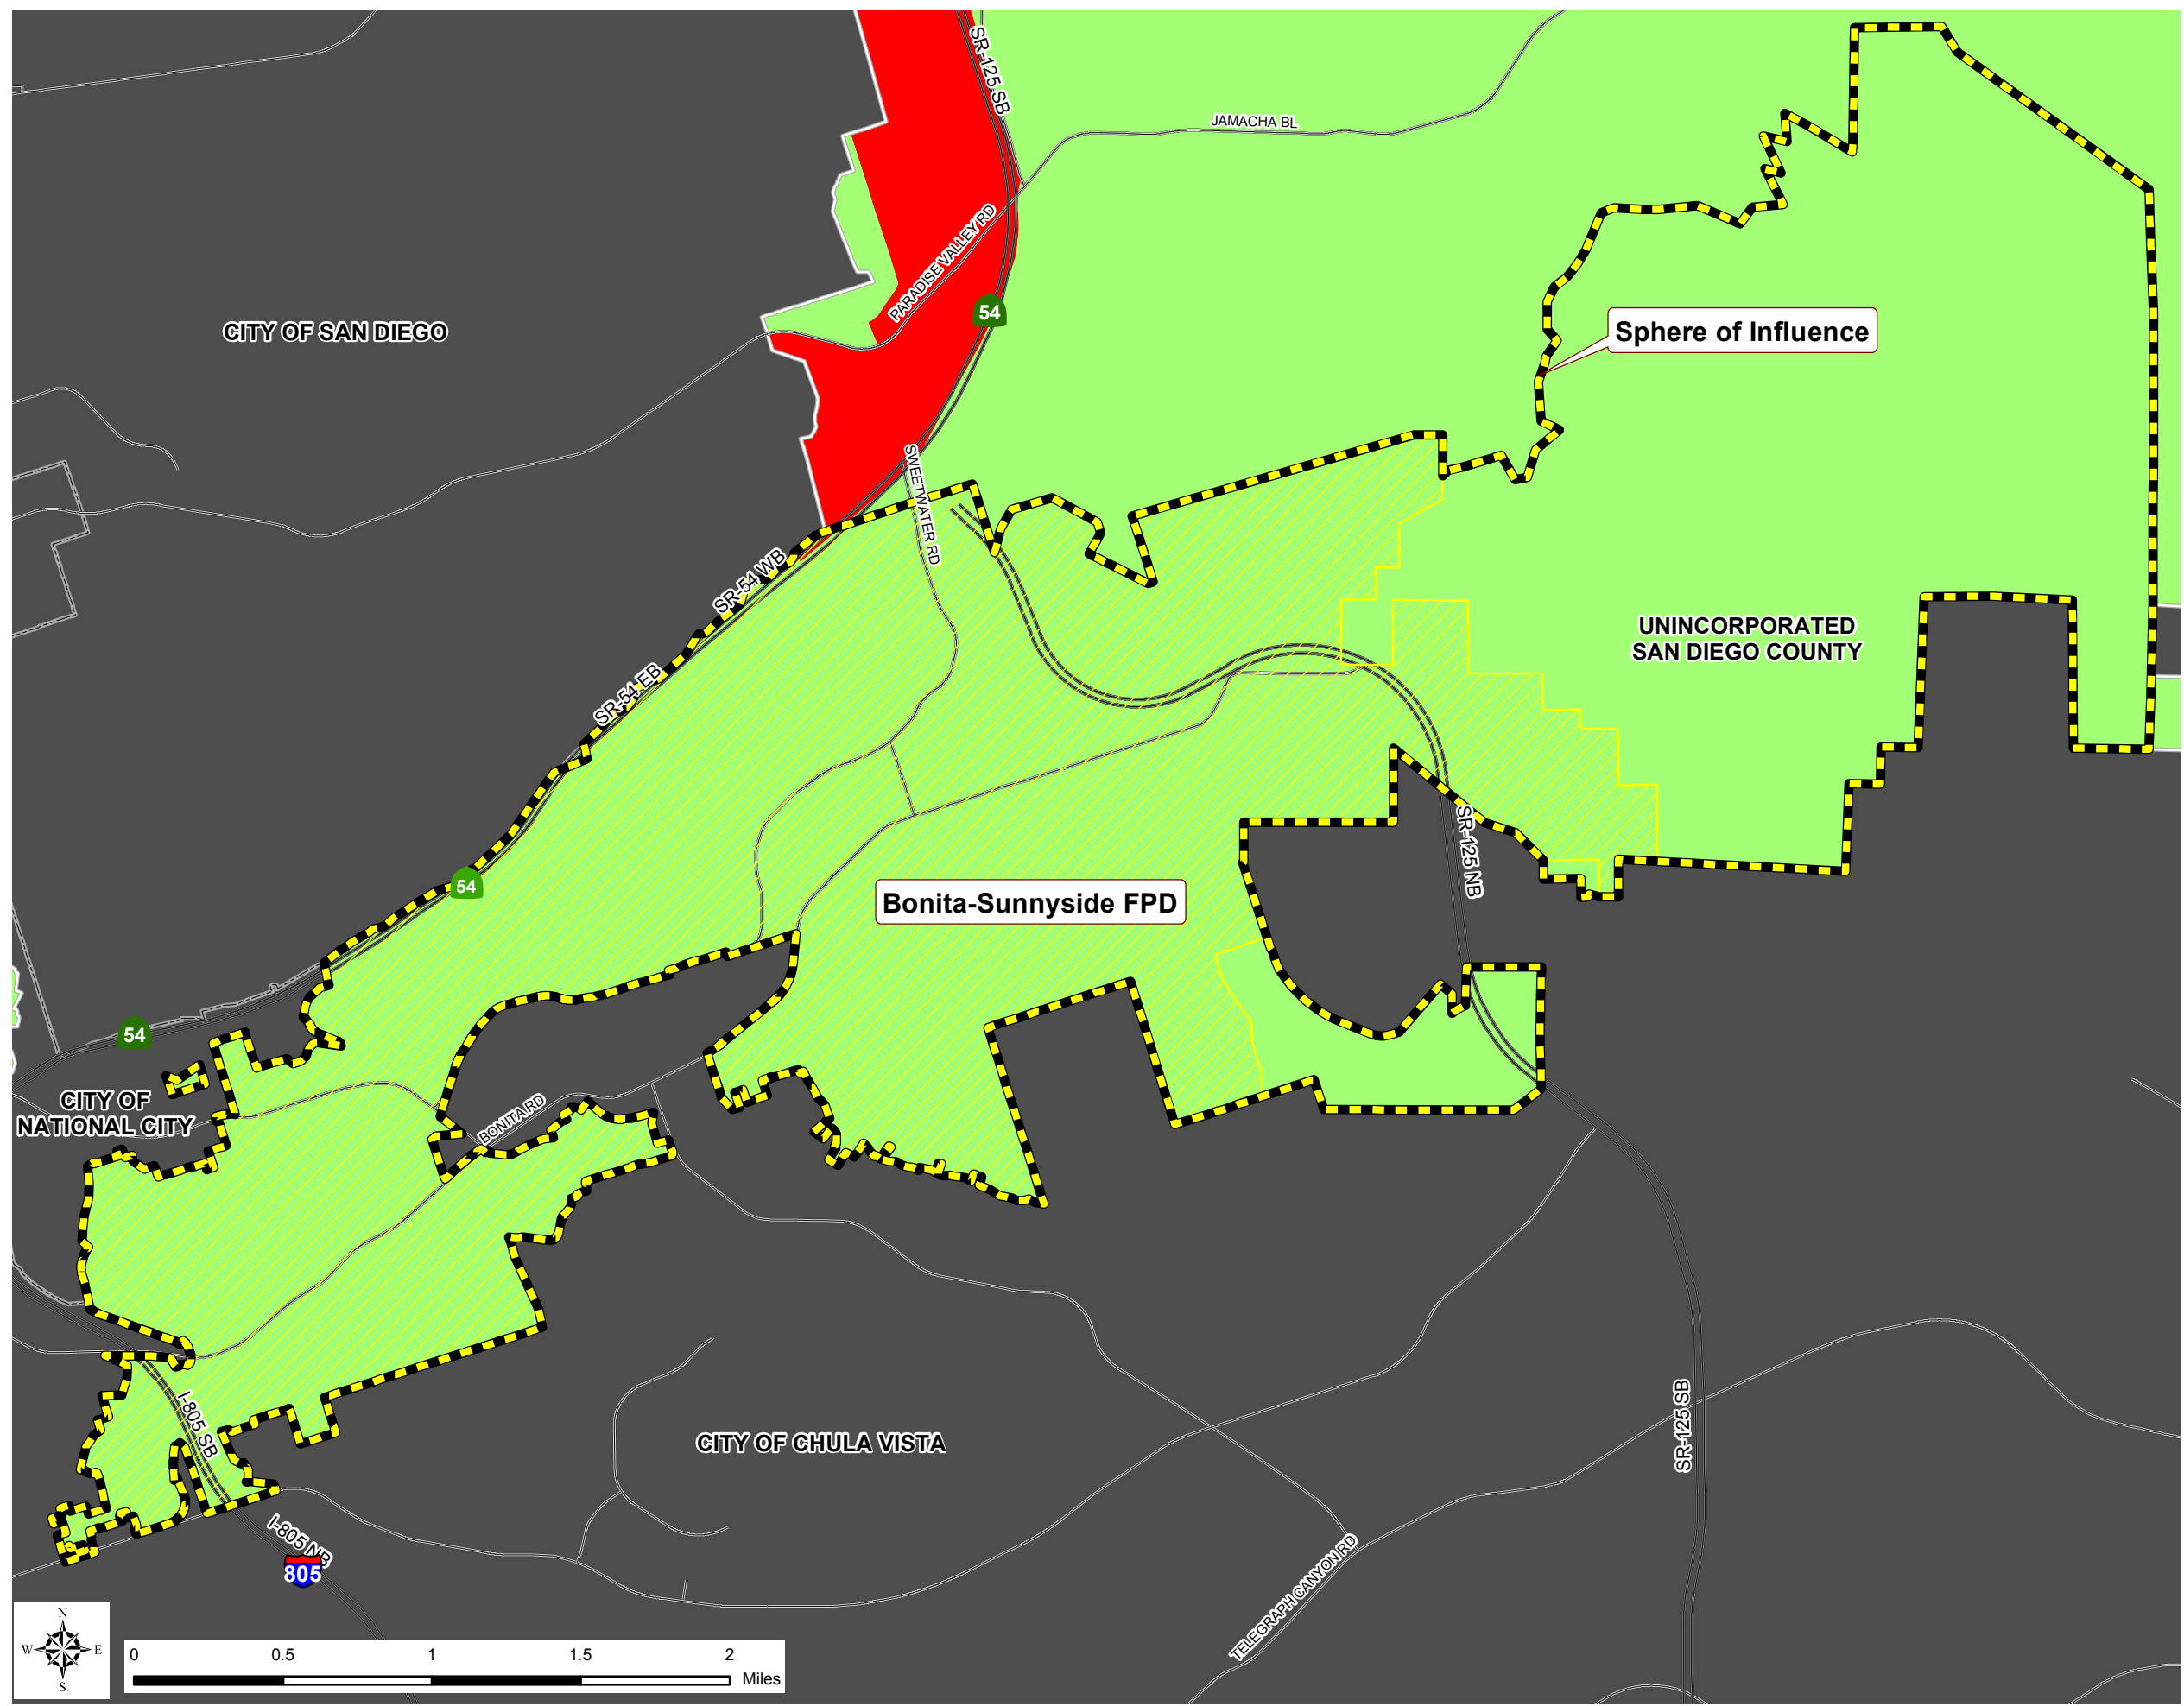 SR-125 SB
JAMACHA BL
PARADISE VALLEY RD
54
CITY OF SAN DIEGO
Sphere of Influence
SWEETWATER RD
SR-54 WB
UNINCORPORATED
SAN DIEGO COUNTY
SR-54 EB
SR-125 NB
54
Bonita-Sunnyside FPD
54
CITY OF
NATIONAL CITY
BONITA RD
I-805 SB
CITY OF CHULA VISTA
SR-125 SB
I-805 NB
805
TELEGRAPH CANYON RD
N
W E
S
0 0.5 1 1.5 2
Miles